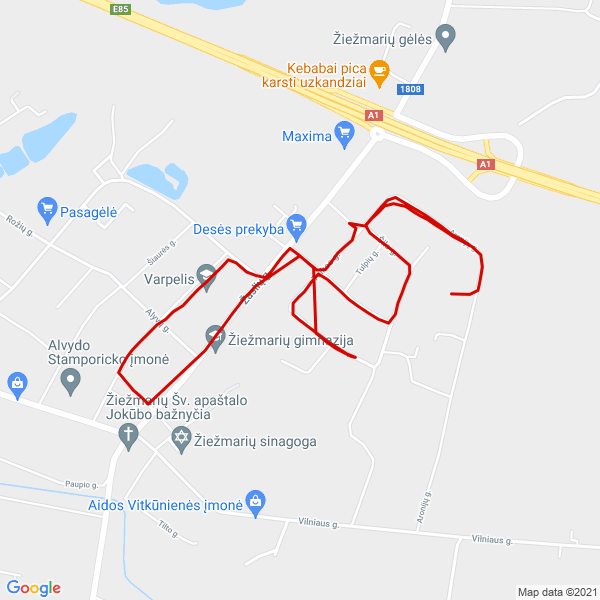 E85
Žiežmarių gėlės
Kebabai pica
karsti uzkandziai
1808
A1
Maxima
A1
Pasagėlė
Rožių g.
Desės prekyba
Šiaurės g.
Tulpių g.
Varpelis
Alyvų g.
Žiežmarių gimnazija
Alvydo
Stamporicko įmonė
Žiežmarių Šv. apaštalo
Jokūbo bažnyčia
Žiežmarių sinagoga
Paupio g.
Aidos Vitkūnienės įmonė
Aronijų g.
Tilto g.
Vilniaus g.
Vilniaus g.
Google
Map data ©2021